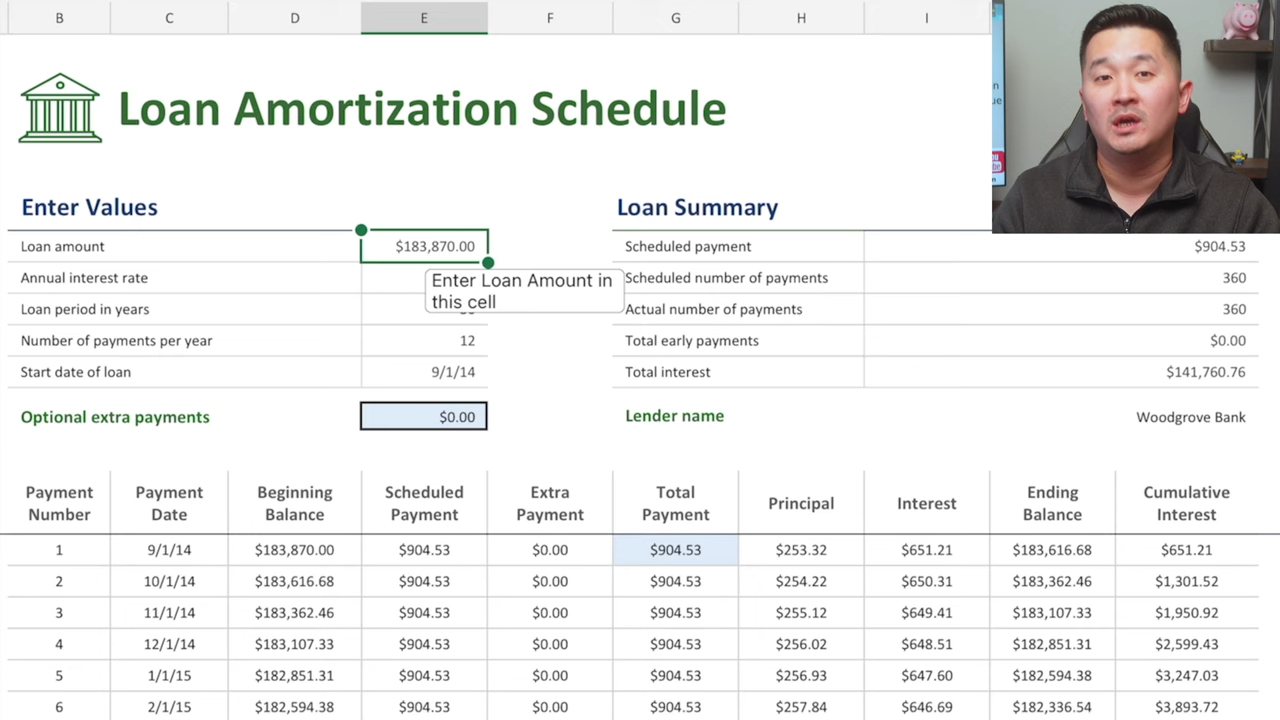 B C D E F G H I
Loan Amortization Schedule
Enter Values
Loan amount $183,870.00
Enter Loan Amount in
this cell
Annual interest rate
Loan period in years
Number of payments per year 12
Start date of loan 9/1/14
Optional extra payments $0.00
Loan Summary
Scheduled payment $904.53
Scheduled number of payments 360
Actual number of payments 360
Total early payments $0.00
Total interest $141,760.76
Lender name Woodgrove Bank
Payment Number Payment Date Beginning Balance Scheduled Payment Extra Payment Total Payment Principal Interest Ending Balance Cumulative Interest
1 9/1/14 $183,870.00 $904.53 $0.00 $904.53 $253.32 $651.21 $183,616.68 $651.21
2 10/1/14 $183,616.68 $904.53 $0.00 $904.53 $254.22 $650.31 $183,362.46 $1,301.52
3 11/1/14 $183,362.46 $904.53 $0.00 $904.53 $255.12 $649.41 $183,107.33 $1,950.92
4 12/1/14 $183,107.33 $904.53 $0.00 $904.53 $256.02 $648.51 $182,851.31 $2,599.43
5 1/1/15 $182,851.31 $904.53 $0.00 $904.53 $256.93 $647.60 $182,594.38 $3,247.03
6 2/1/15 $182,594.38 $904.53 $0.00 $904.53 $257.84 $646.69 $182,336.54 $3,893.72